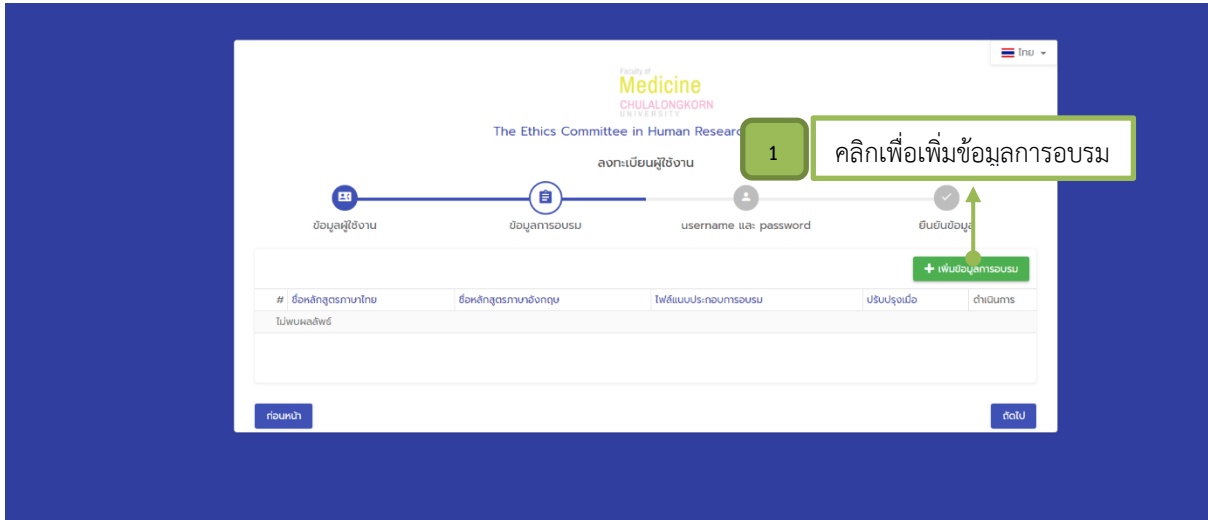 ไทย
Faculty of
Medicine
CHULALONGKORN
UNIVERSITY
The Ethics Committee in Human Resear
ลงทะเบียนผู้ใช้งาน
1
คลิกเพื่อเพิ่มข้อมูลการอบรม
ข้อมูลผู้ใช้งาน ข้อมูลการอบรม username และ password ยืนยันข้อมูล
เพิ่มข้อมูลการอบรม
# ชื่อหลักสูตรภาษาไทย ชื่อหลักสูตรภาษาอังกฤษ ไฟล์แนบประกอบการอบรม ปรับปรุงเมื่อ ดำเนินการ
ไม่พบผลลัพธ์
ก่อนหน้า ถัดไป